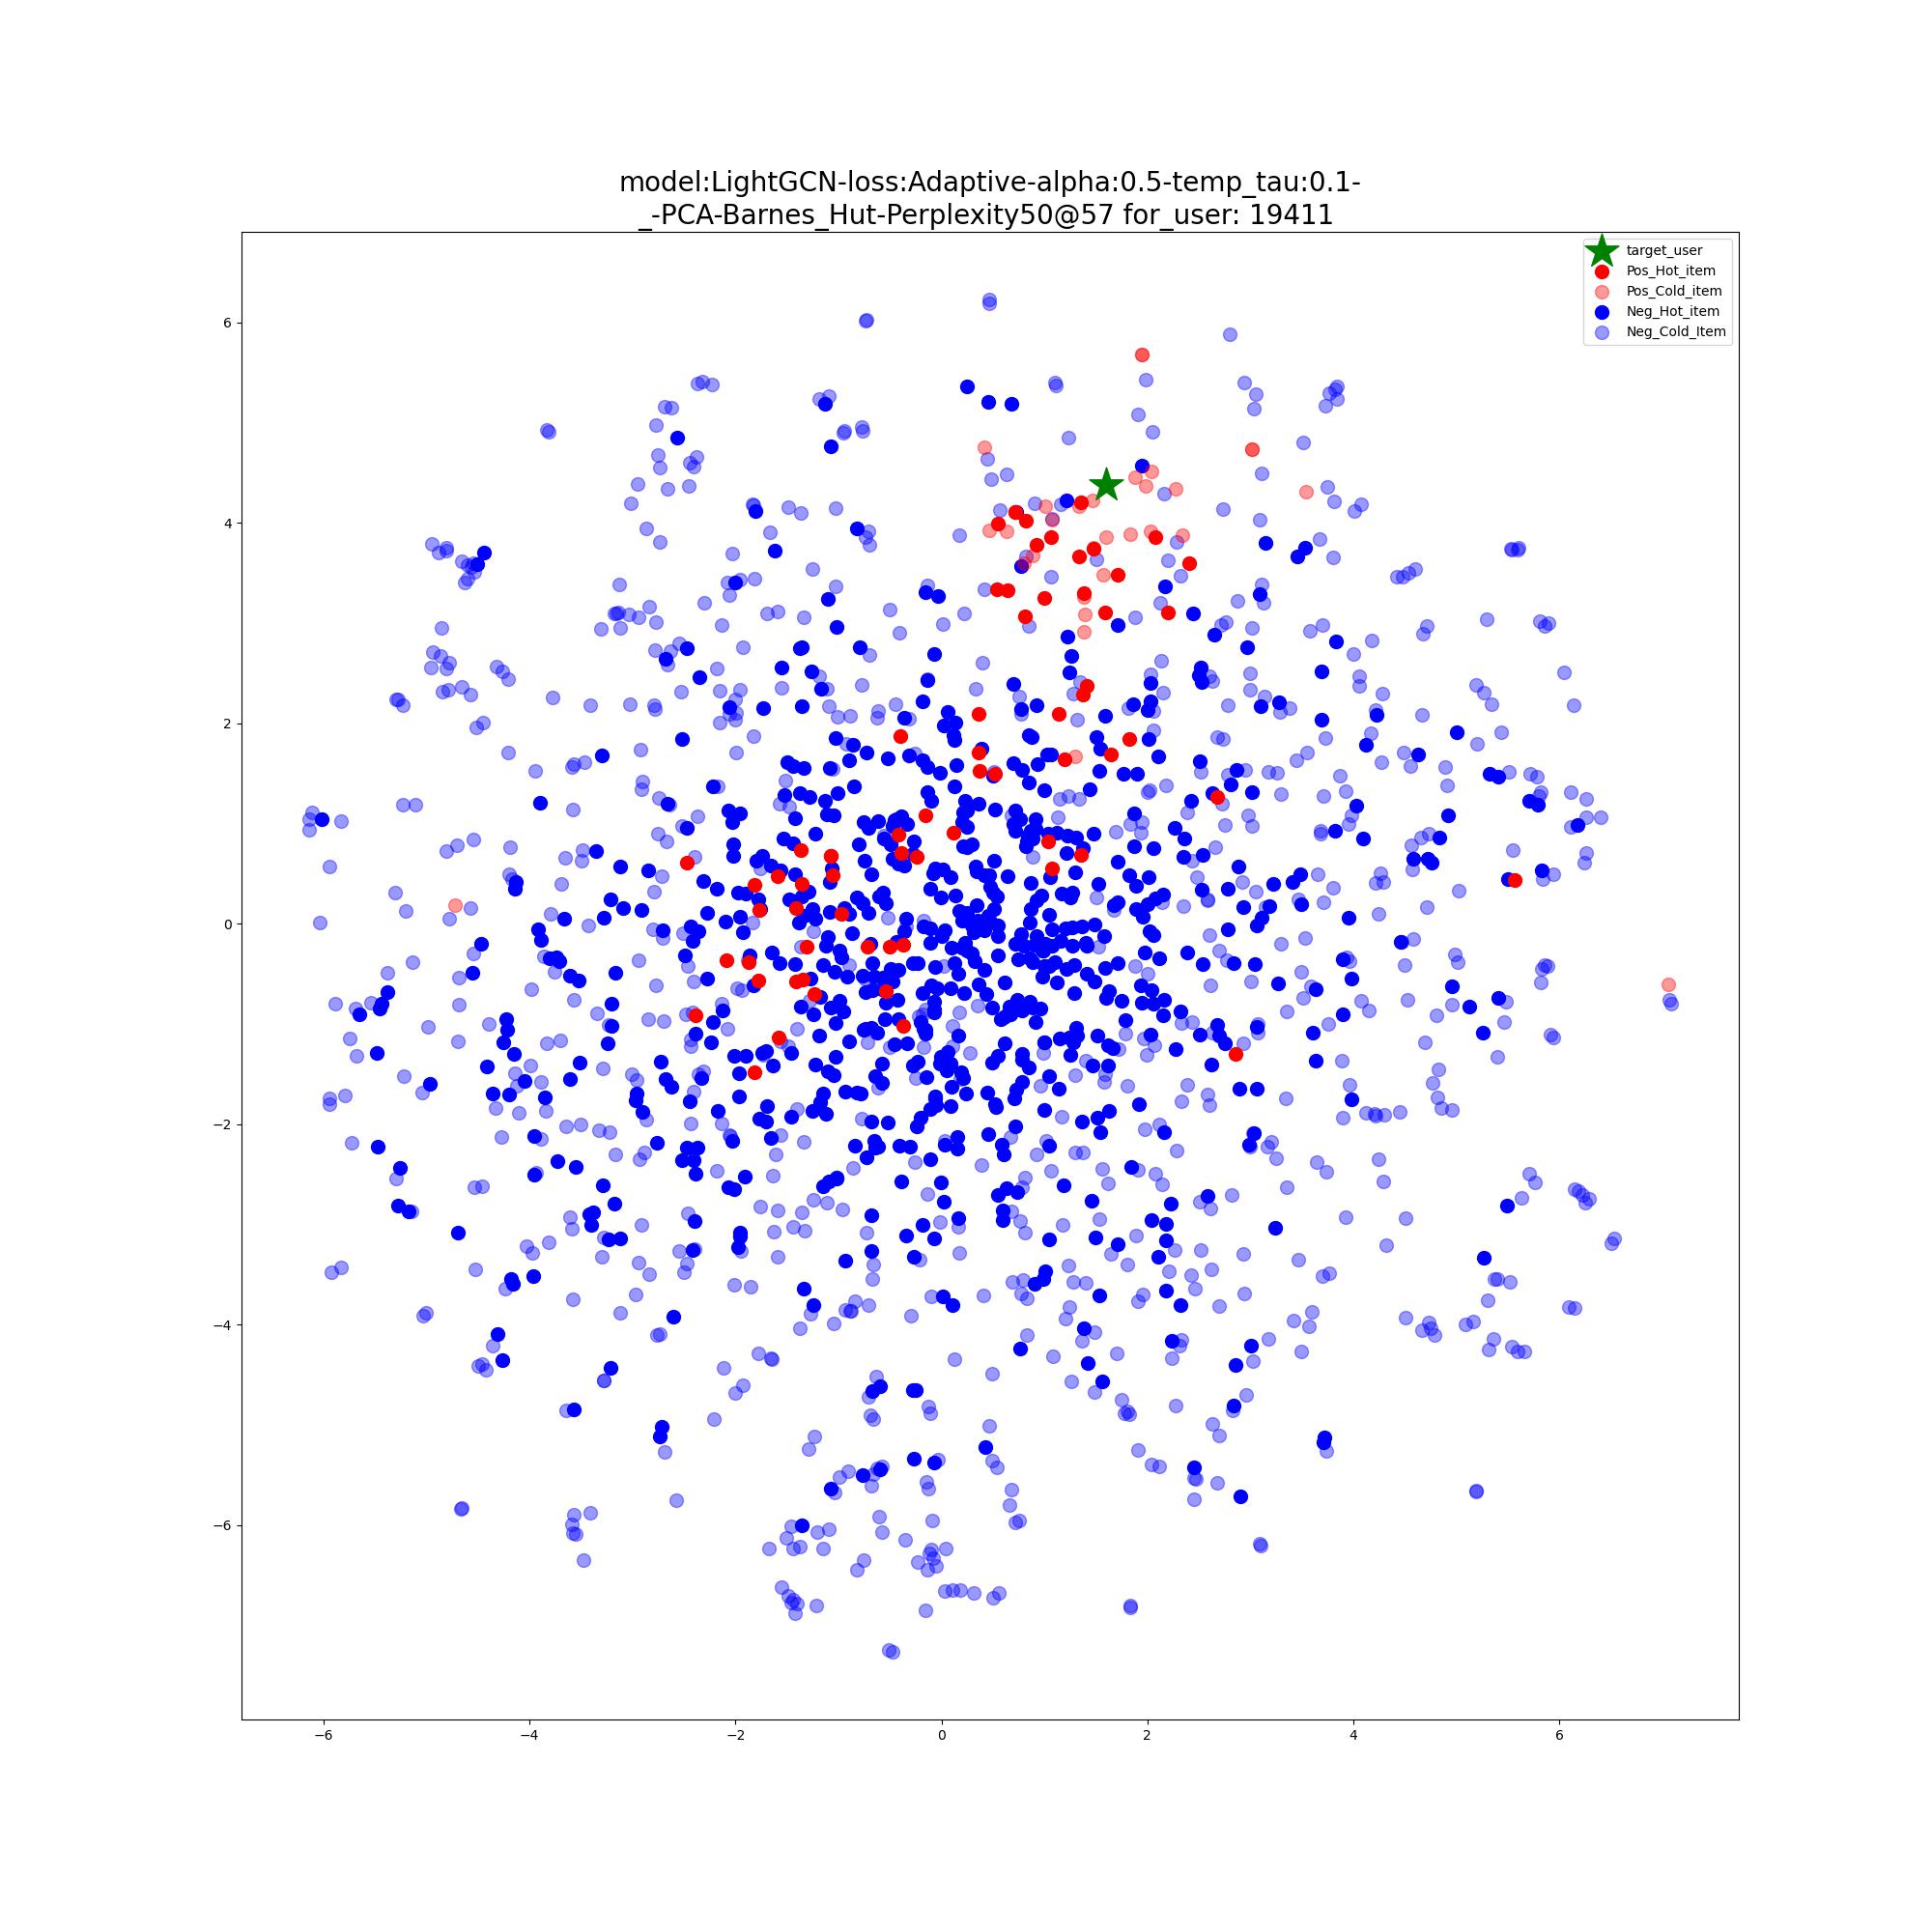 model:LightGCN-loss:Adaptive-alpha:0.5-temp_tau:0.1-
_-PCA-Barnes_Hut-Perplexity50@57 for_user: 19411
target_user
Pos_Hot_item
Pos_Cold_item
Neg_Hot_item
Neg_Cold_Item
6
4
2
0
−2
−4
−6
−6 −4 −2 0 2 4 6